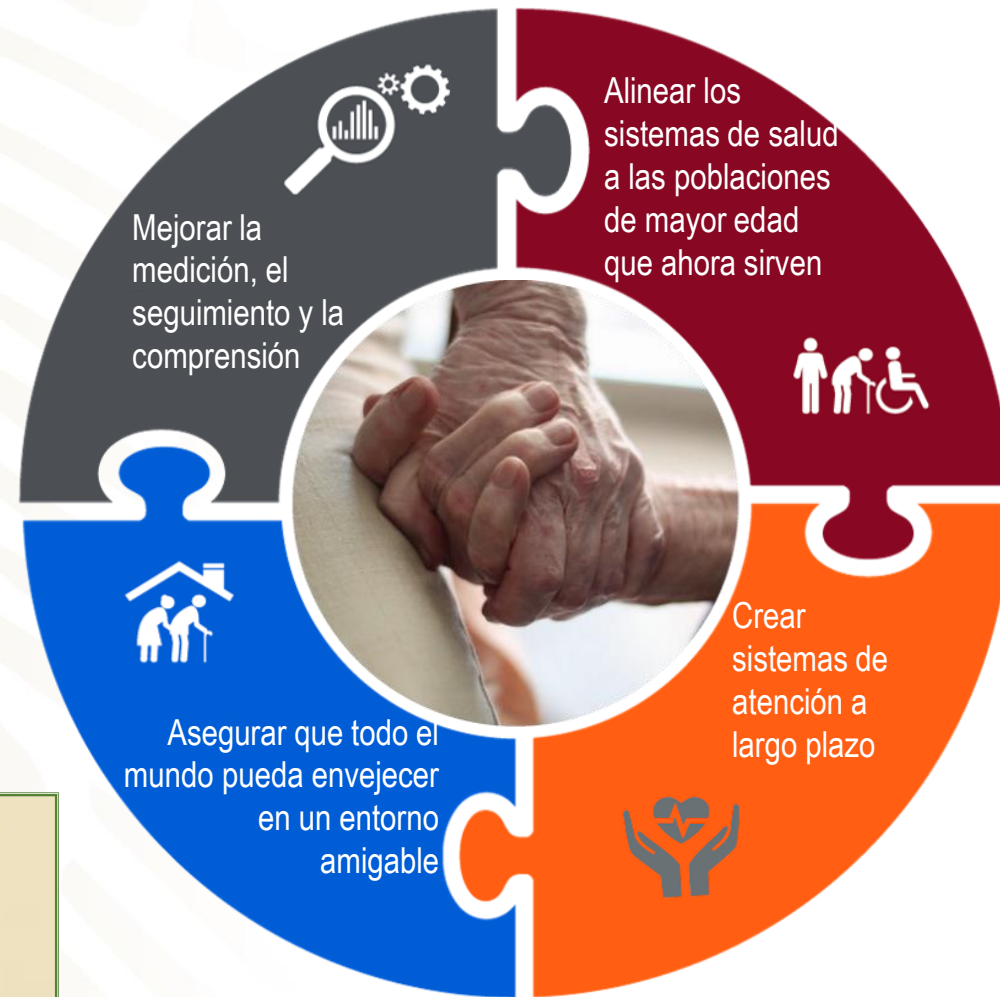 Mejorar la
medición, el
seguimiento y la
comprensión
Alinear los
sistemas de salud
a las poblaciones
de mayor edad
que ahora sirven
Asegurar que todo el
mundo pueda envejecer
en un entorno
amigable
Crear
sistemas de
atención a
largo plazo